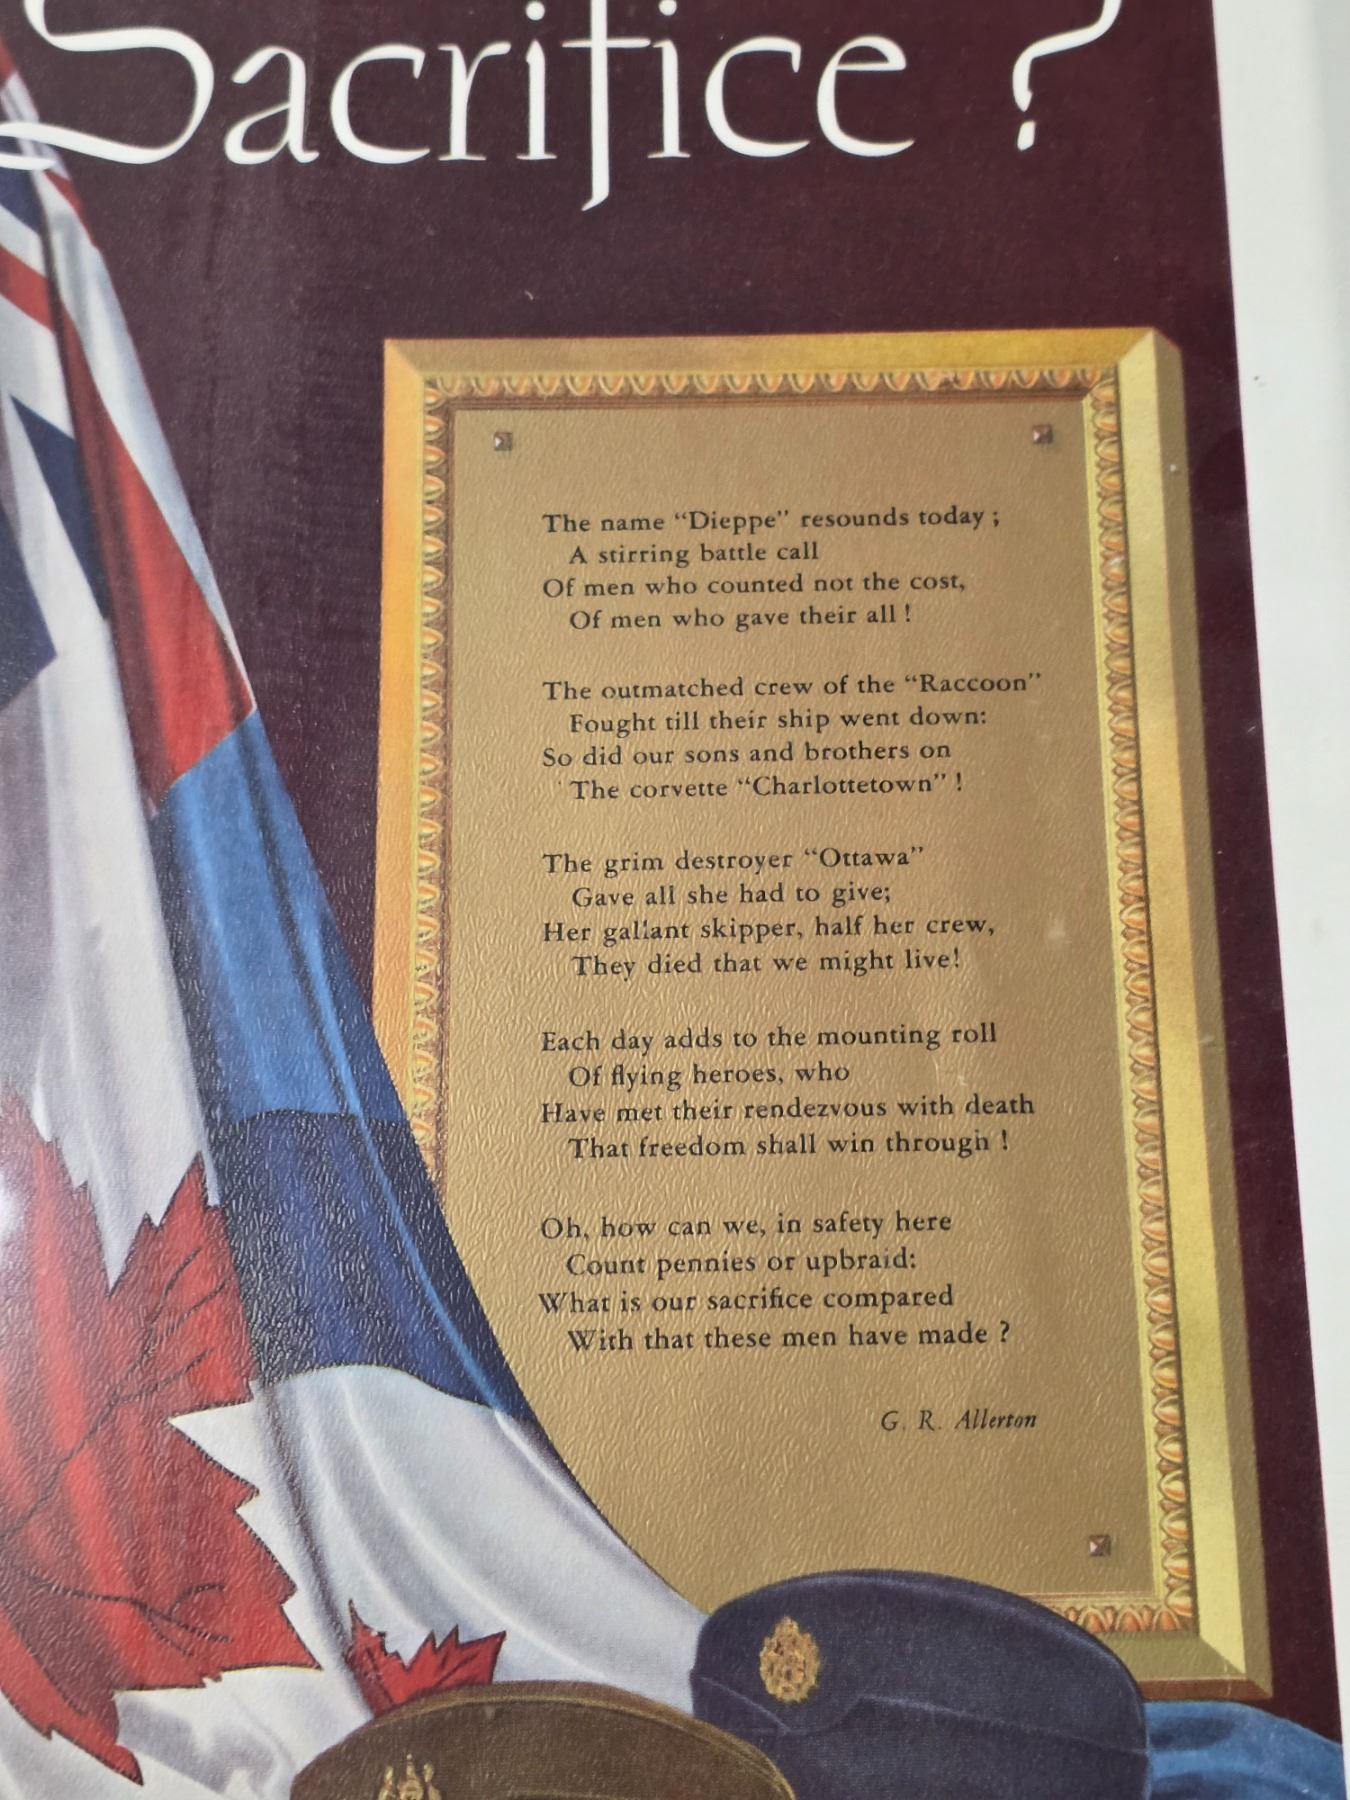 Sacrifice ?
The name “Dieppe” resounds today ;
A stirring battle call
Of men who counted not the cost,
Of men who gave their all !
The outmatched crew of the “Raccoon”
Fought till their ship went down:
So did our sons and brothers on
The corvette “Charlottetown” !
The grim destroyer “Ottawa”
Gave all she had to give;
Her gallant skipper, half her crew,
They died that we might live!
Each day adds to the mounting roll
Of flying heroes, who
Have met their rendezvous with death
That freedom shall win through !
Oh, how can we, in safety here
Count pennies or upbraid:
What is our sacrifice compared
With that these men have made ?
G. R. Allerton